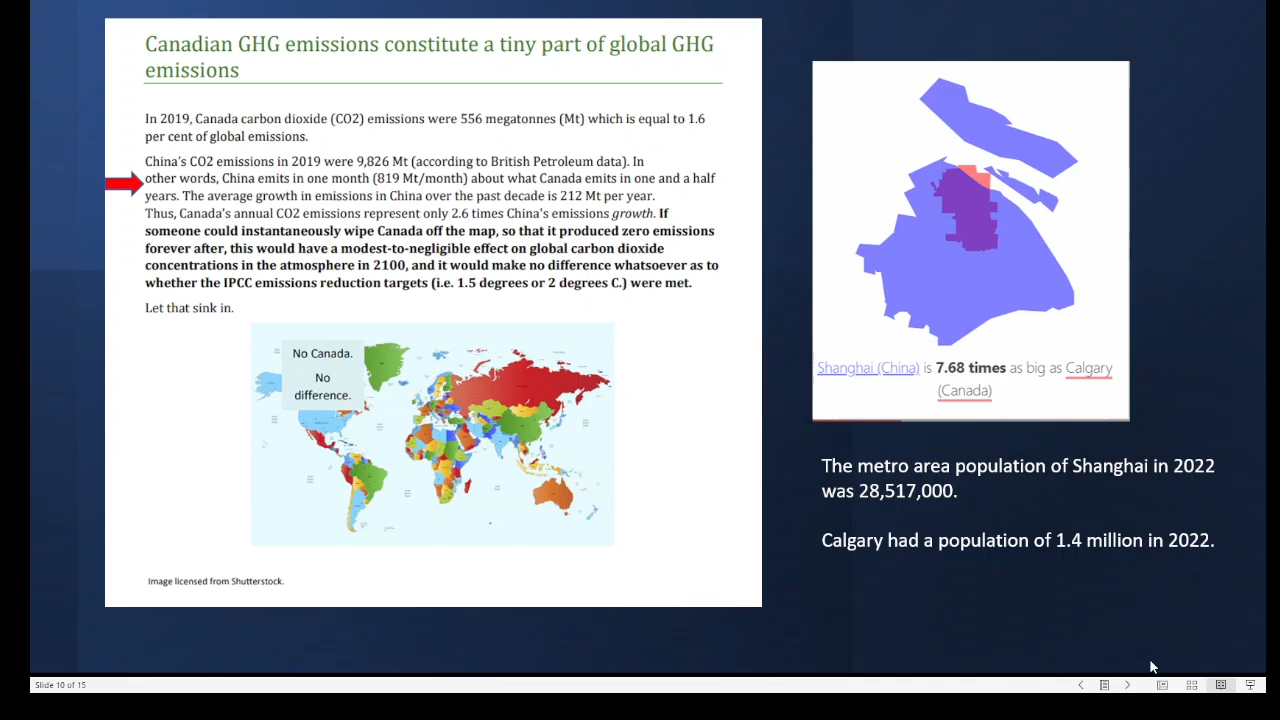 Canadian GHG emissions constitute a tiny part of global GHG
emissions
In 2019, Canada carbon dioxide (CO2) emissions were 556 megatonnes (Mt) which is equal to 1.6
per cent of global emissions.
China's CO2 emissions in 2019 were 9,826 Mt (according to British Petroleum data). In
other words, China emits in one month (819 Mt/month) about what Canada emits in one and a half
years. The average growth in emissions in China over the past decade is 212 Mt per year.
Thus, Canada's annual CO2 emissions represent only 2.6 times China's emissions growth. If
someone could instantaneously wipe Canada off the map, so that it produced zero emissions
forever after, this would have a modest-to-negligible effect on global carbon dioxide
concentrations in the atmosphere in 2100, and it would make no difference whatsoever as to
whether the IPCC emissions reduction targets (i.e. 1.5 degrees or 2 degrees C.) were met.
Let that sink in.
No Canada.
No
difference.
Image licensed from Shutterstock.
Shanghai (China) is 7.68 times as big as Calgary
(Canada)
The metro area population of Shanghai in 2022
was 28,517,000.
Calgary had a population of 1.4 million in 2022.
Slide 10 of 15